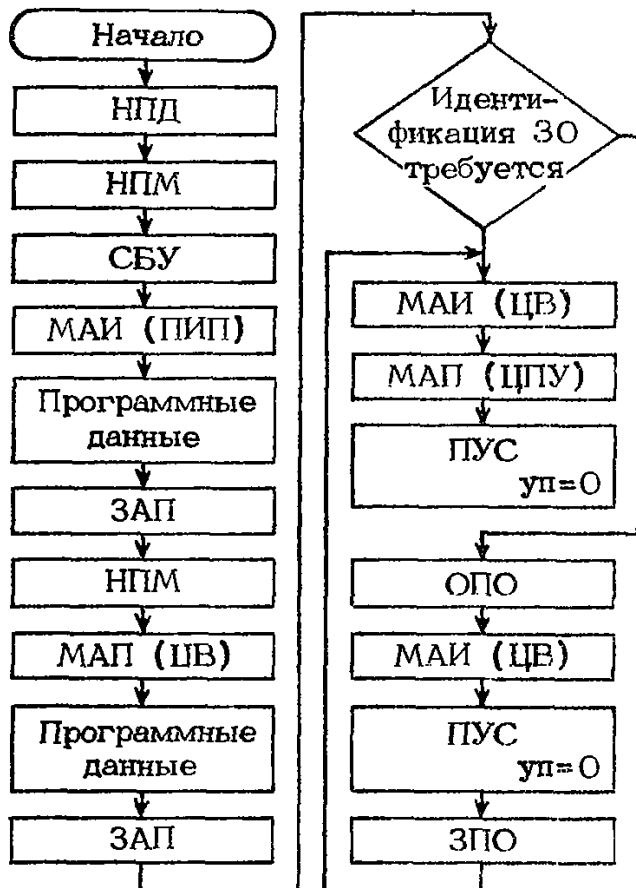 Начало
НПД
НПМ
СБУ
МАИ (ПИП)
Программные
данные
ЗАП
НПМ
МАП (ЦВ)
Программные
данные
ЗАП
Иденти-
фикация ЗО
требуется
МАИ (ЦВ)
МАП (ЦПУ)
ПУС
уп=0
ОПО
МАИ (ЦВ)
ПУС
уп=0
ЗПО